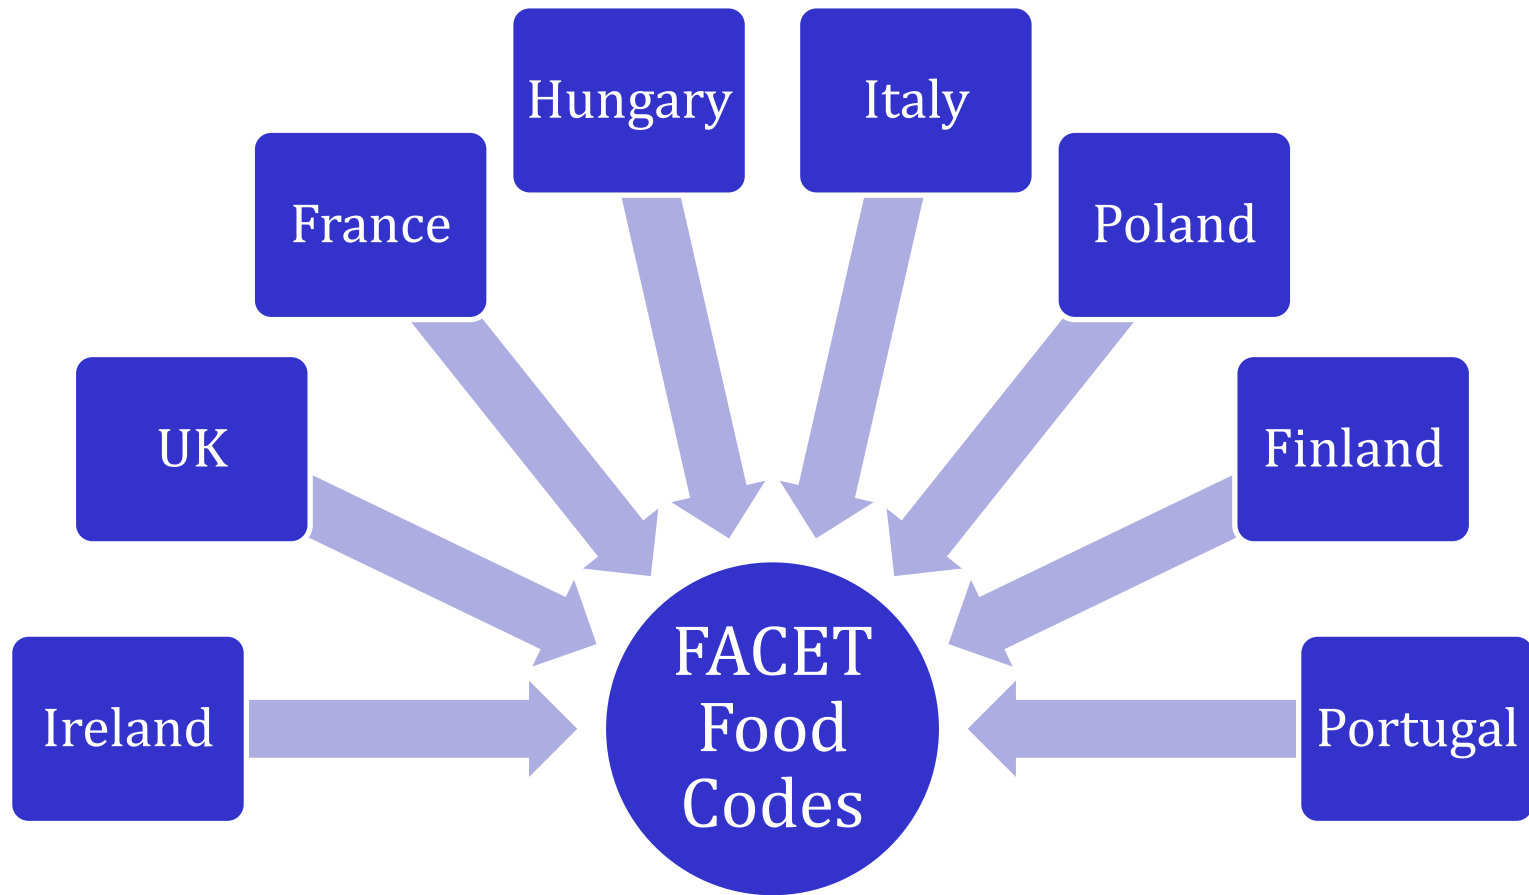 Hungary
Italy
France
Poland
UK
Finland
Ireland
FACET
Food
Codes
Portugal